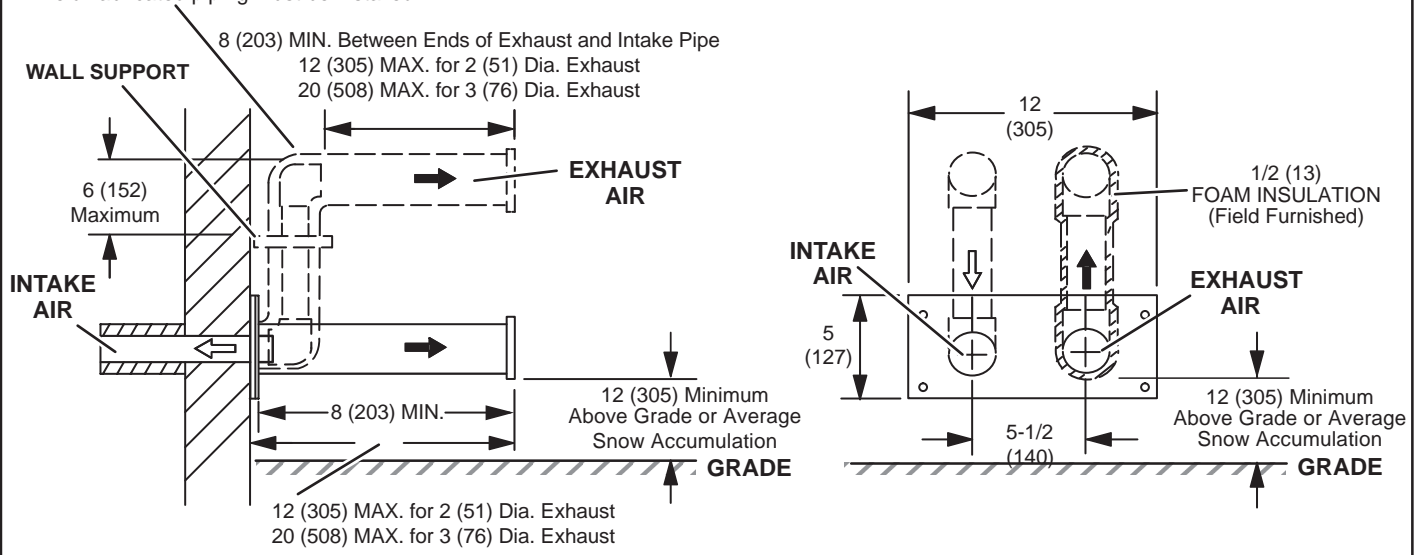 8 (203) MIN. Between Ends of Exhaust and Intake Pipe
12 (305) MAX. for 2 (51) Dia. Exhaust
20 (508) MAX. for 3 (76) Dia. Exhaust
WALL SUPPORT
EXHAUST
AIR
6 (152)
Maximum
INTAKE
AIR
8 (203) MIN.
12 (305) Minimum
Above Grade or Average
Snow Accumulation
GRADE
12 (305) MAX. for 2 (51) Dia. Exhaust
20 (508) MAX. for 3 (76) Dia. Exhaust
12
(305)
1/2 (13)
FOAM INSULATION
(Field Furnished)
INTAKE
AIR
EXHAUST
AIR
5
(127)
12 (305) Minimum
Above Grade or Average
Snow Accumulation
5-1/2
(140)
GRADE